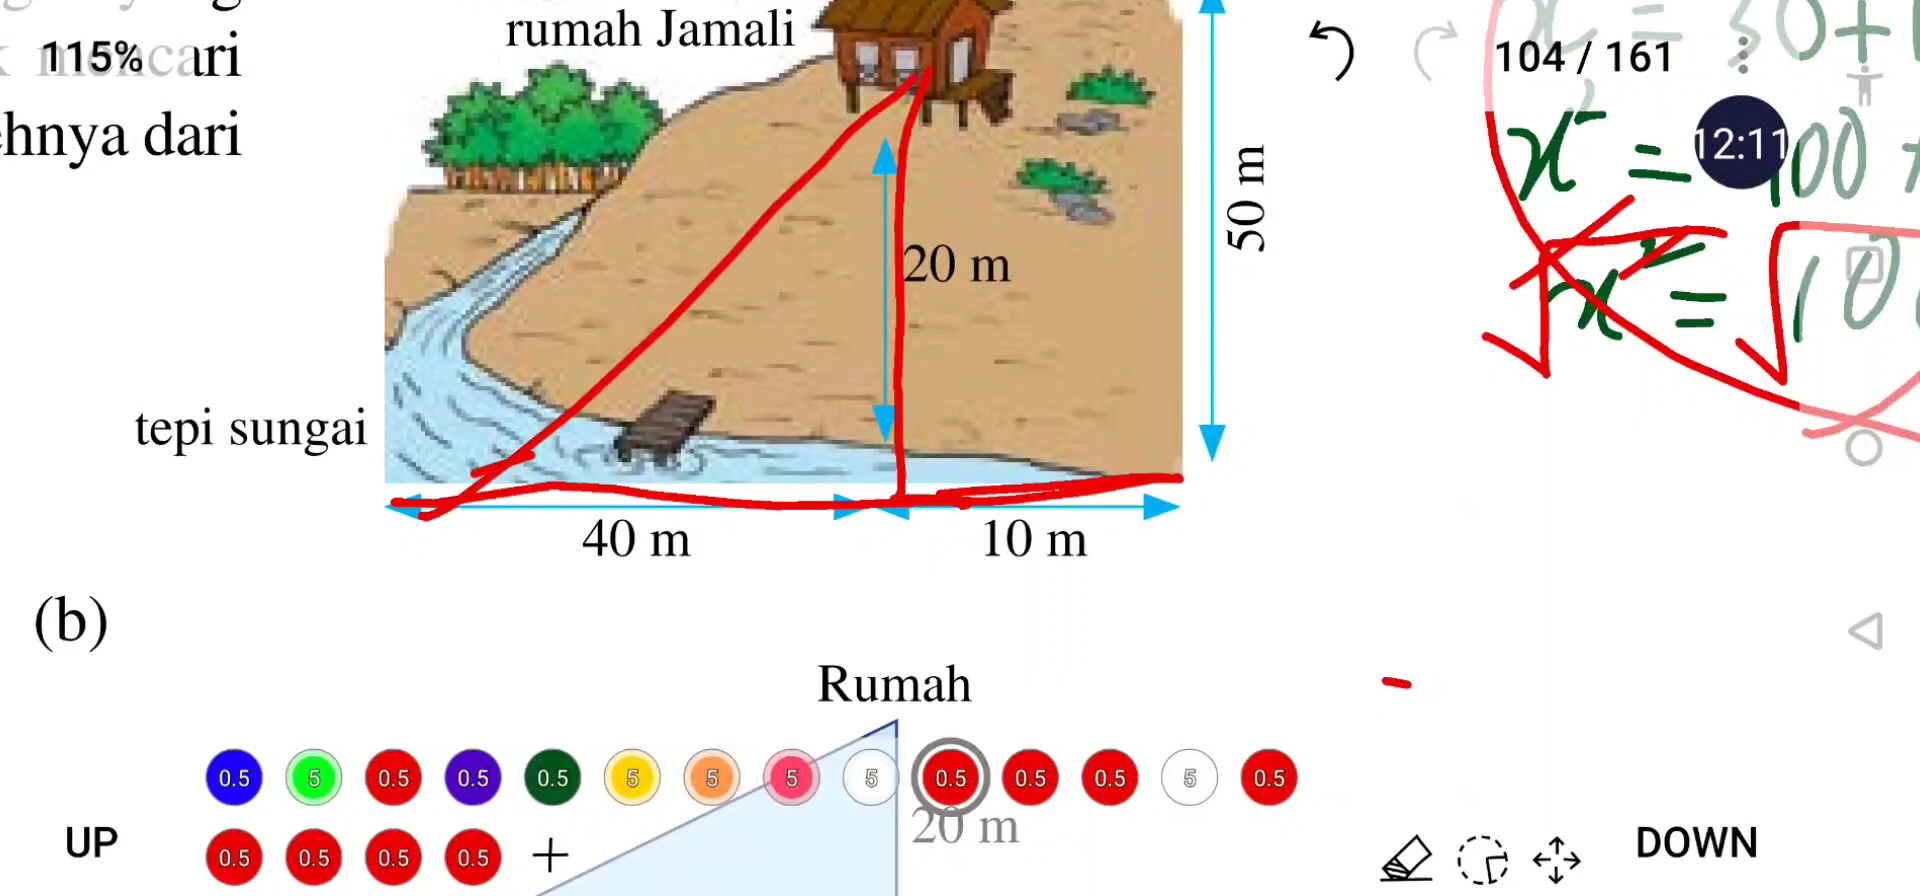 rumah Jamali
115%
ari
104 / 161
hnya dari
12:11
50 m
20 m
tepi sungai
40 m
10 m
(b)
Rumah
0.5 5 0.5 0.5 0.5 5 5 5 5 0.5 0.5 0.5 5 0.5
20 m
UP
0.5 0.5 0.5 0.5 +
DOWN